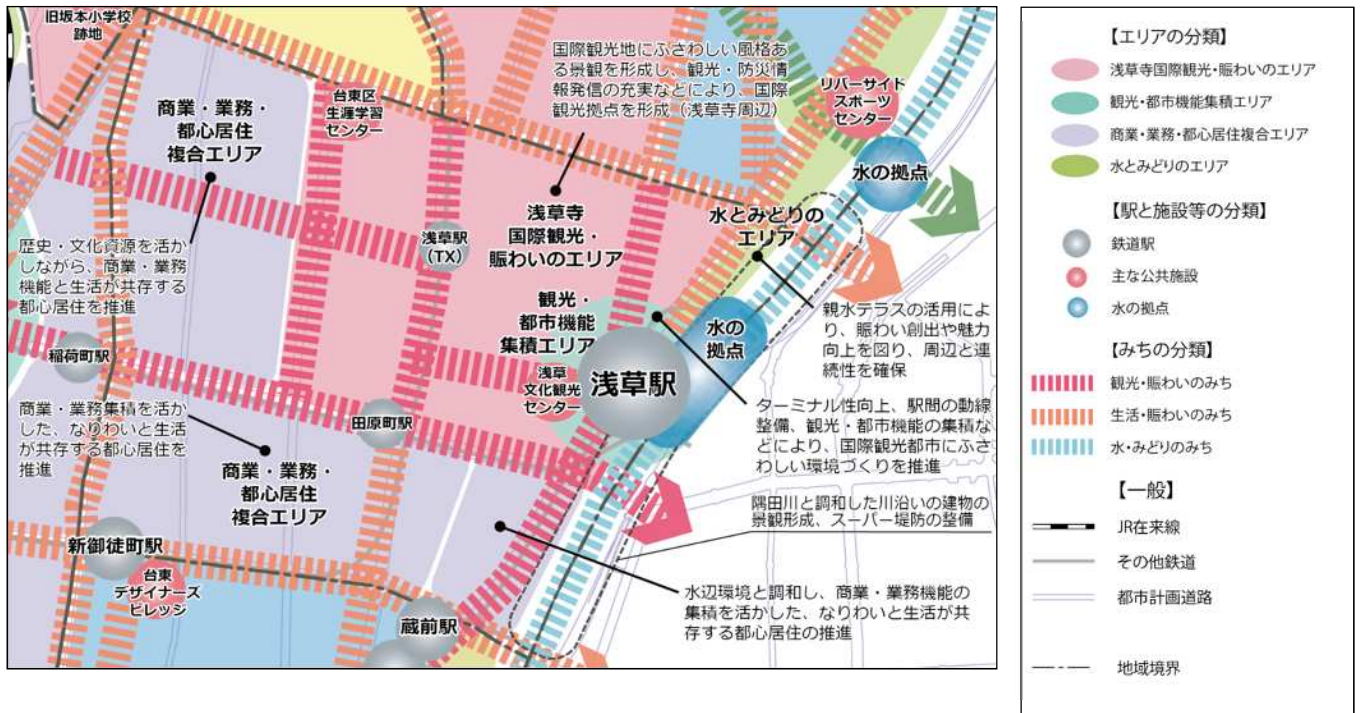 旧坂本小学校
跡地
商業・業務・
都心居住
複合エリア
台東区
生涯学習
センター
国際観光地にふさわしい風格あ
る景観を形成し、観光・防災情
報発信の充実などにより、国際
観光拠点を形成（浅草寺周辺）
リバーサイド
スポーツ
センター
水の拠点
歴史・文化資源を活か
しながら、商業・業務
機能と生活が共存する
都心居住を推進
浅草駅
（TX）
浅草寺
国際観光・
賑わいのエリア
水とみどりの
エリア
観光・
都市機能
集積エリア
水の
拠点
親水テラスの活用によ
り、賑わい創出や魅力
向上を図り、周辺と連
続性を確保
稲荷町駅
浅草
文化観光
センター
浅草駅
商業・業務集積を活か
した、なりわいと生活
が共存する都心居住を
推進
田原町駅
ターミナル性向上、駅間の動線
整備、観光・都市機能の集積な
どにより、国際観光都市にふさ
わしい環境づくりを推進
商業・業務・
都心居住
複合エリア
隅田川と調和した川沿いの建物の
景観形成、スーパー堤防の整備
新御徒町駅
台東
デザイナーズ
ビレッジ
蔵前駅
水辺環境と調和し、商業・業務機能の
集積を活かした、なりわいと生活が共
存する都心居住の推進
【エリアの分類】
浅草寺国際観光・賑わいのエリア
観光・都市機能集積エリア
商業・業務・都心居住複合エリア
水とみどりのエリア
【駅と施設等の分類】
鉄道駅
主な公共施設
水の拠点
【みちの分類】
観光・賑わいのみち
生活・賑わいのみち
水・みどりのみち
【一般】
JR在来線
その他鉄道
都市計画道路
地域境界